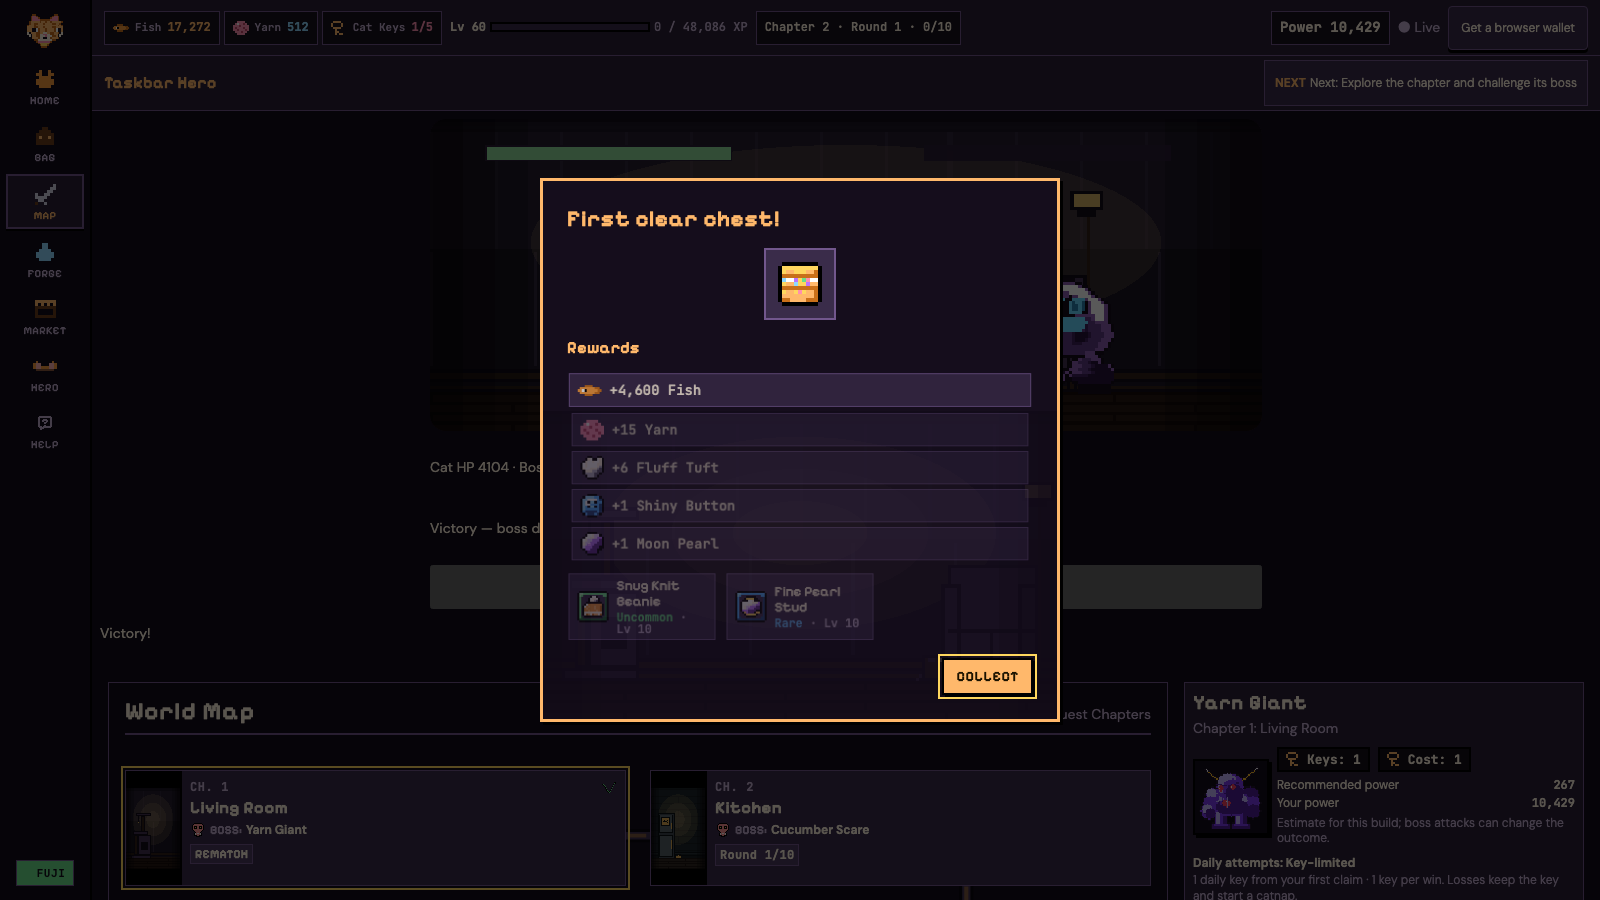 Fish 17,272
Yarn 512
Cat Keys 1/5
Lv 60
0 / 48,086 XP
Chapter 2 · Round 1 · 0/10
Power 10,429
Live
Get a browser wallet
Taskbar Hero
NEXT Next: Explore the chapter and challenge its boss
HOME
BAG
MAP
FORGE
MARKET
HERO
HELP
FUJI
First clear chest!
Rewards
+4,600 Fish
+15 Yarn
+6 Fluff Tuft
+1 Shiny Button
+1 Moon Pearl
Snug Knit
Beanie
Uncommon ·
Lv 10
Fine Pearl
Stud
Rare · Lv 10
COLLECT
Cat HP 4104 ·
Victory — boss
Victory!
World Map
Chapters
CH. 1
Living Room
BOSS: Yarn Giant
REMATCH
CH. 2
Kitchen
BOSS: Cucumber Scare
Round 1/10
Yarn Giant
Chapter 1: Living Room
Keys: 1
Cost: 1
Recommended power 267
Your power 10,429
Estimate for this build; boss attacks can change the
outcome.
Daily attempts: Key-limited
1 daily key from your first claim · 1 key per win. Losses keep the key
and start a catnap.